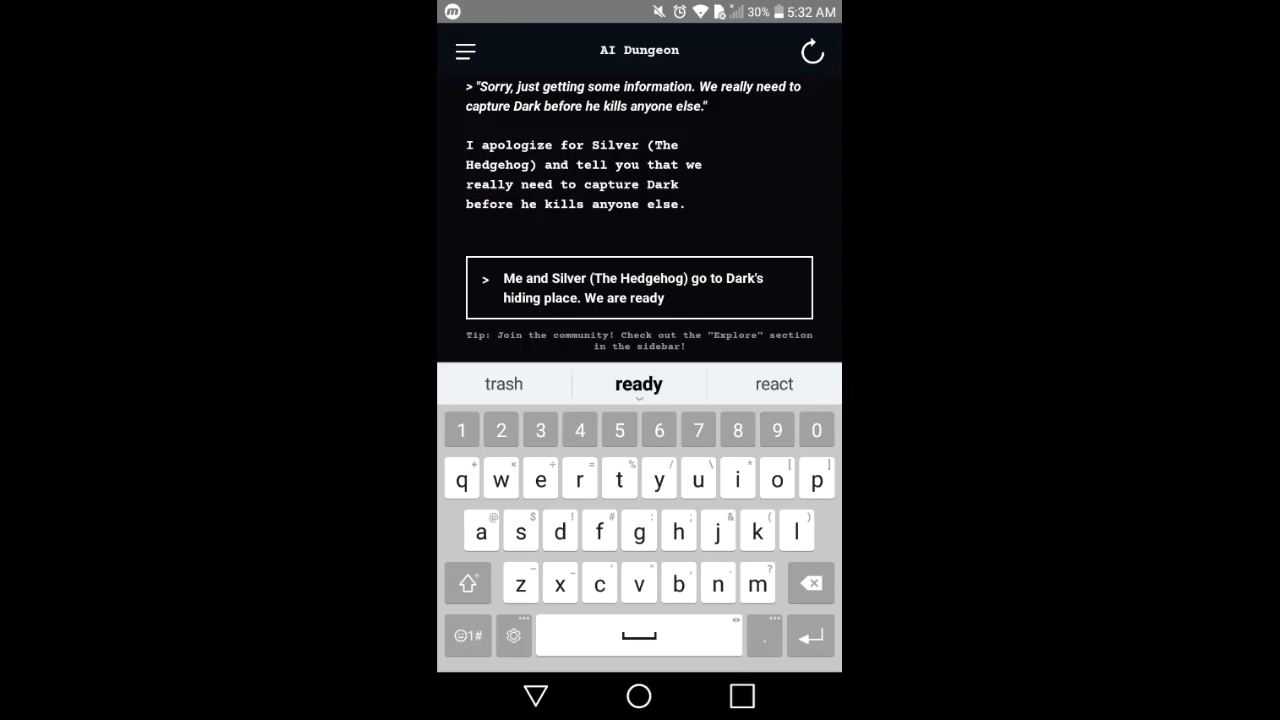 30% 5:32 AM
AI Dungeon
> "Sorry, just getting some information. We really need to
capture Dark before he kills anyone else."
I apologize for Silver (The
Hedgehog) and tell you that we
really need to capture Dark
before he kills anyone else.
> Me and Silver (The Hedgehog) go to Dark's
hiding place. We are ready
Tip: Join the community! Check out the "Explore" section
in the sidebar!
trash ready react
1 2 3 4 5 6 7 8 9 0
q w e r t y u i o p
a s d f g h j k l
z x c v b n m
1# .